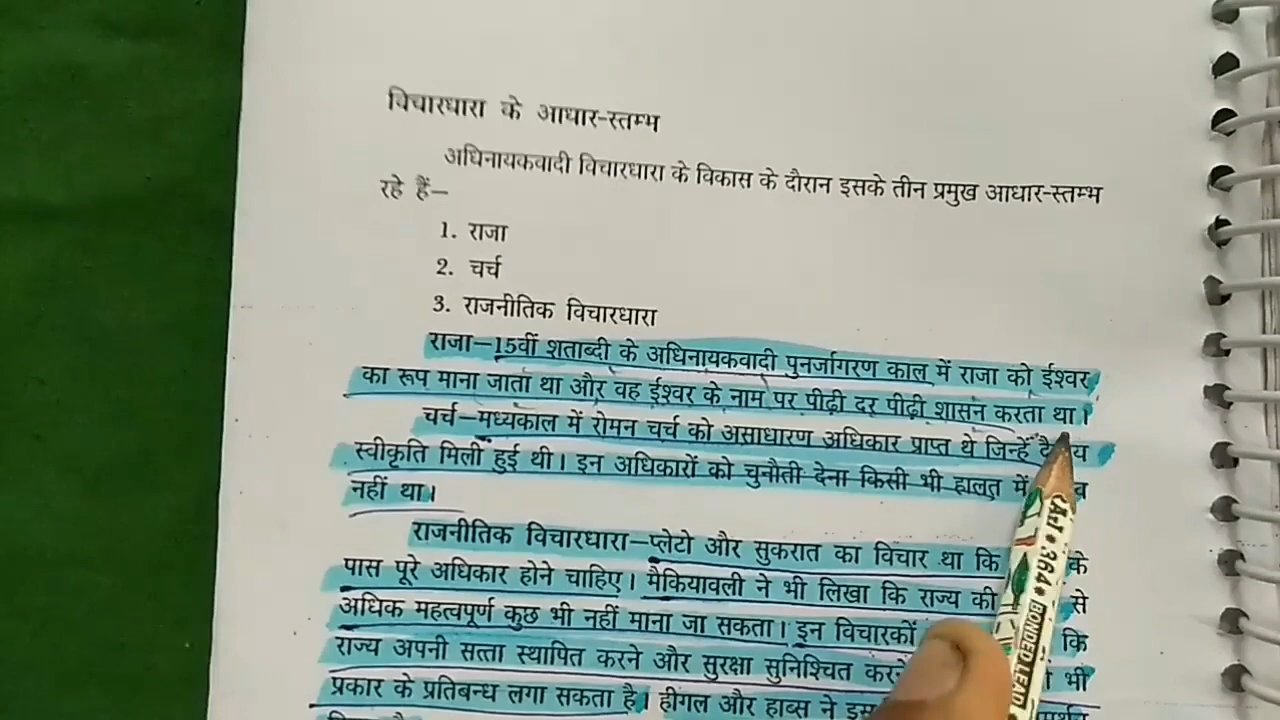 विचारधारा के आधार-स्तम्भ
अधिनायकवादी विचारधारा के विकास के दौरान इसके तीन प्रमुख आधार-स्तम्भ
रहे हैं–
1. राजा
2. चर्च
3. राजनीतिक विचारधारा
राजा–15वीं शताब्दी के अधिनायकवादी पुनर्जागरण काल में राजा को ईश्वर
का रूप माना जाता था और वह ईश्वर के नाम पर पीढ़ी दर पीढ़ी शासन करता था।
चर्च–मध्यकाल में रोमन चर्च को असाधारण अधिकार प्राप्त थे जिन्हें
स्वीकृति मिली हुई थी। इन अधिकारों को चुनौती देना किसी भी हालत में
नहीं था।
राजनीतिक विचारधारा–प्लेटो और सुकरात का विचार था कि के
पास पूरे अधिकार होने चाहिए। मैकियावली ने भी लिखा कि राज्य की से
अधिक महत्वपूर्ण कुछ भी नहीं माना जा सकता। इन विचारकों कि
राज्य अपनी सत्ता स्थापित करने और सुरक्षा सुनिश्चित भी
प्रकार के प्रतिबन्ध लगा सकता है। हीगल और हाब्स ने
A.J. 364 BONDED LEAD